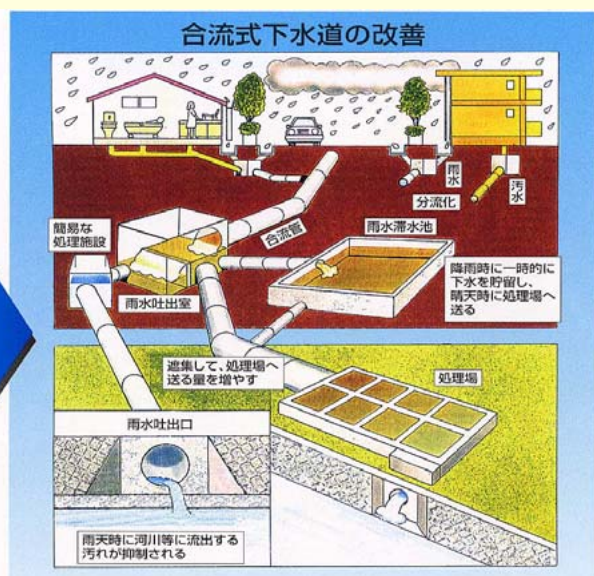 合流式下水道の改善
雨水
汚水
分流化
簡易な
処理施設
合流管
雨水滞水池
雨水吐出室
降雨時に一時的に
下水を貯留し、
晴天時に処理場へ
送る
遮集して、処理場へ
送る量を増やす
処理場
雨水吐出口
雨天時に河川等に流出する
汚れが抑制される